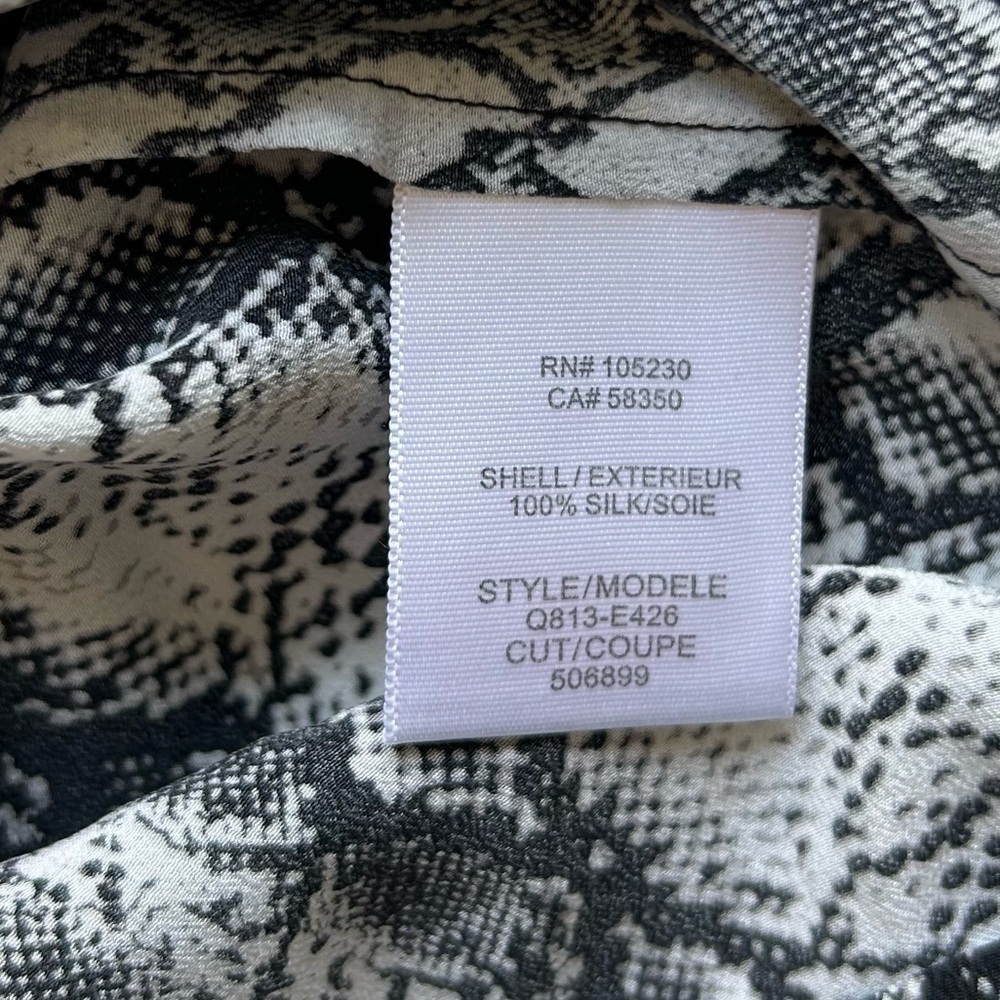 RN# 105230
CA# 58350
SHELL/EXTERIEUR
100% SILK/SOIE
STYLE/MODELE
Q813-E426
CUT/COUPE
506899